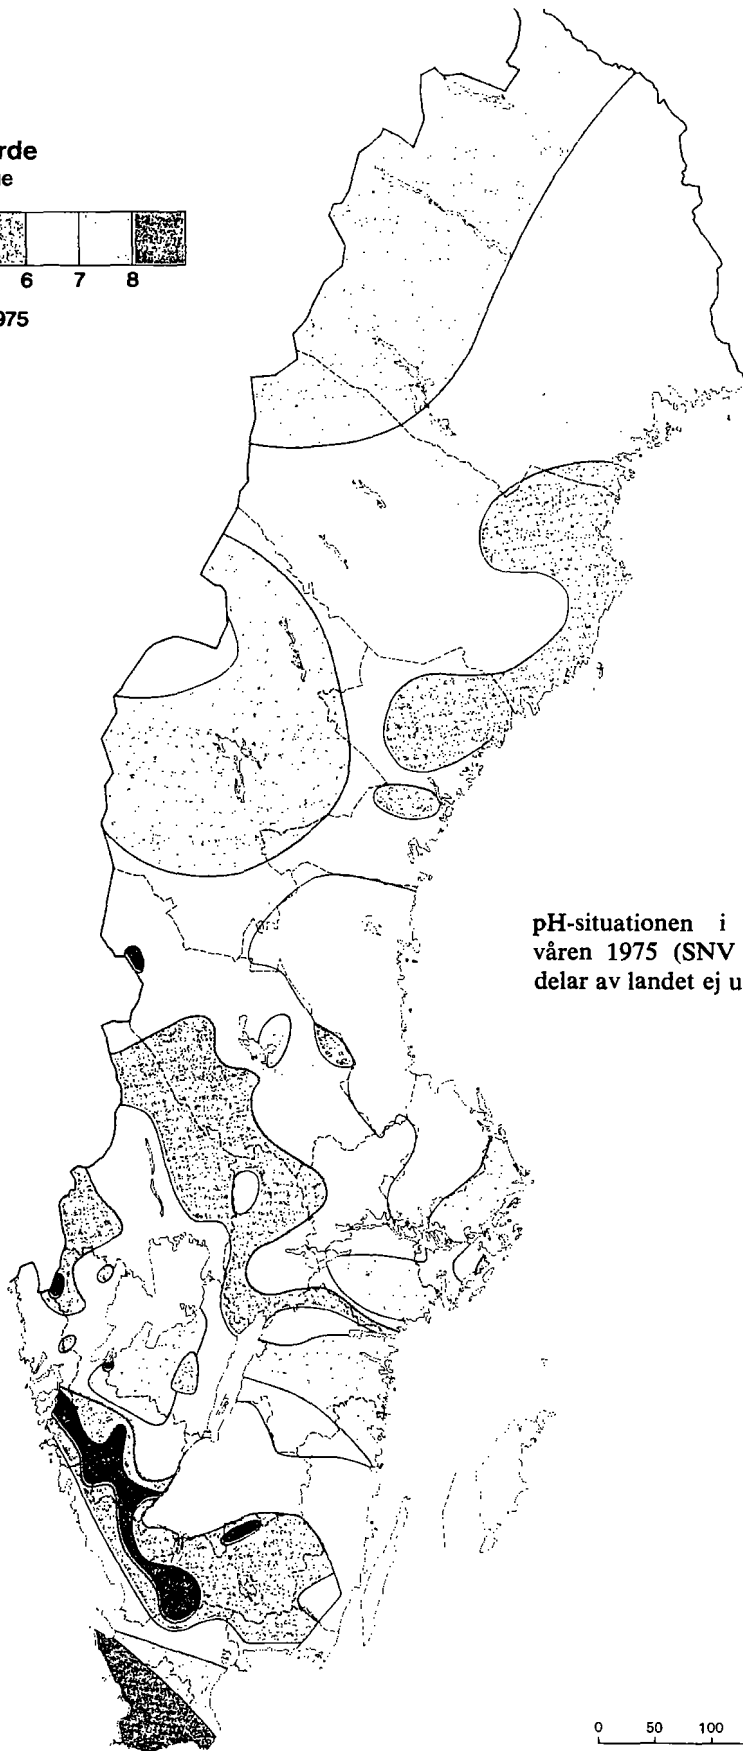 rde
6 7 8
975
pH-situationen i
våren 1975 (SNV
delar av landet ej u
0 50 100